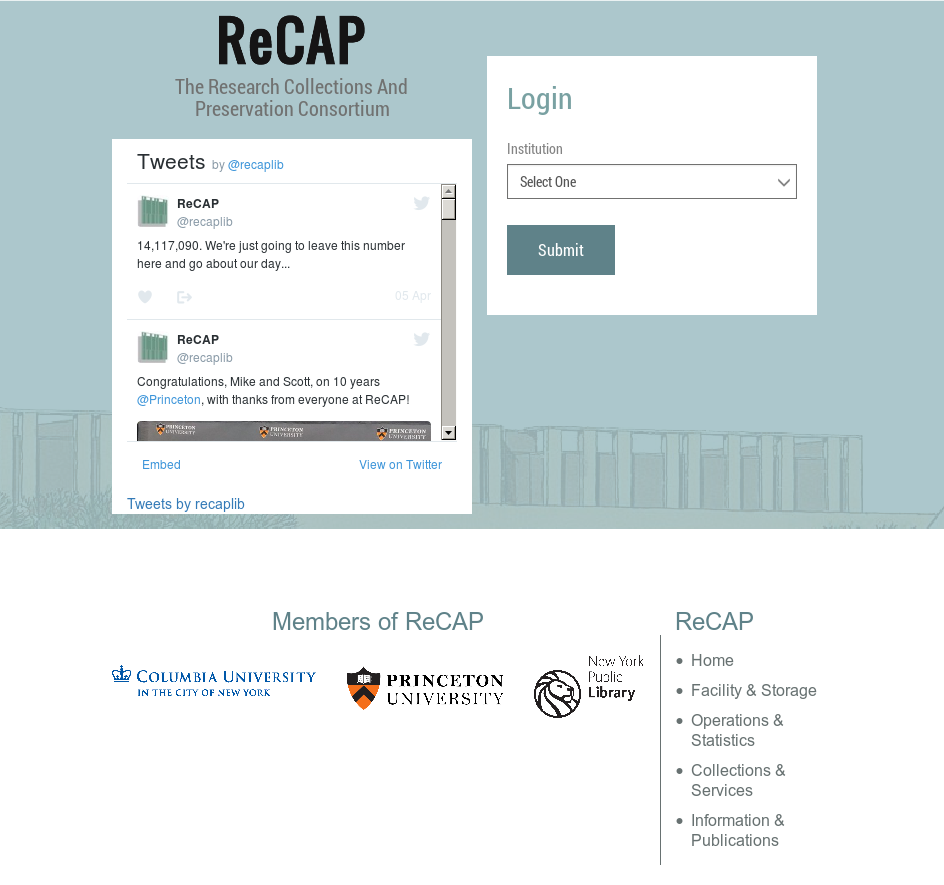 ReCAP
The Research Collections And
Preservation Consortium
Tweets by @recaplib
ReCAP
@recaplib
14,117,090. We're just going to leave this number
here and go about our day...
05 Apr
ReCAP
@recaplib
Congratulations, Mike and Scott, on 10 years
@Princeton, with thanks from everyone at ReCAP!
PRINCETON
UNIVERSITY
PRINCETON
UNIVERSITY
PRINCETON
UNIVERSITY
Embed
View on Twitter
Tweets by recaplib
Login
Institution
Select One
Submit
Members of ReCAP
COLUMBIA UNIVERSITY
IN THE CITY OF NEW YORK
PRINCETON
UNIVERSITY
New York
Public
Library
ReCAP
• Home
• Facility & Storage
• Operations &
Statistics
• Collections &
Services
• Information &
Publications